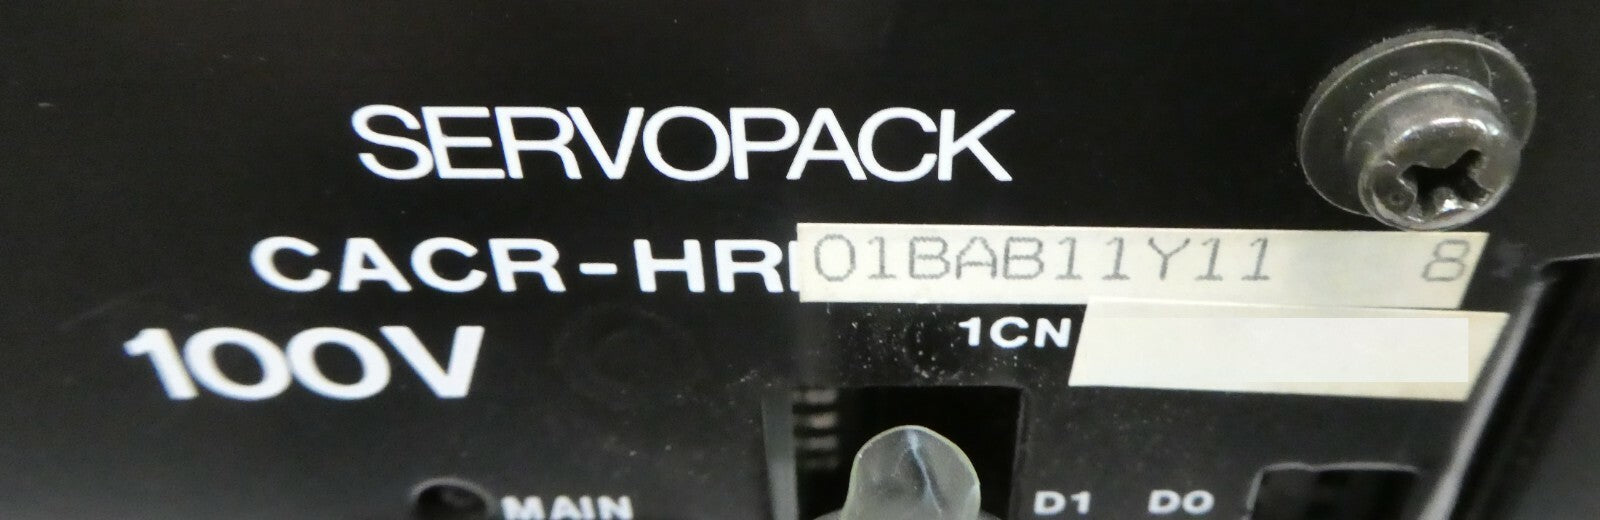 SERVOPACK
CACR-HR 01BAB11Y11 8
100V
1CN
MAIN
D1 D0